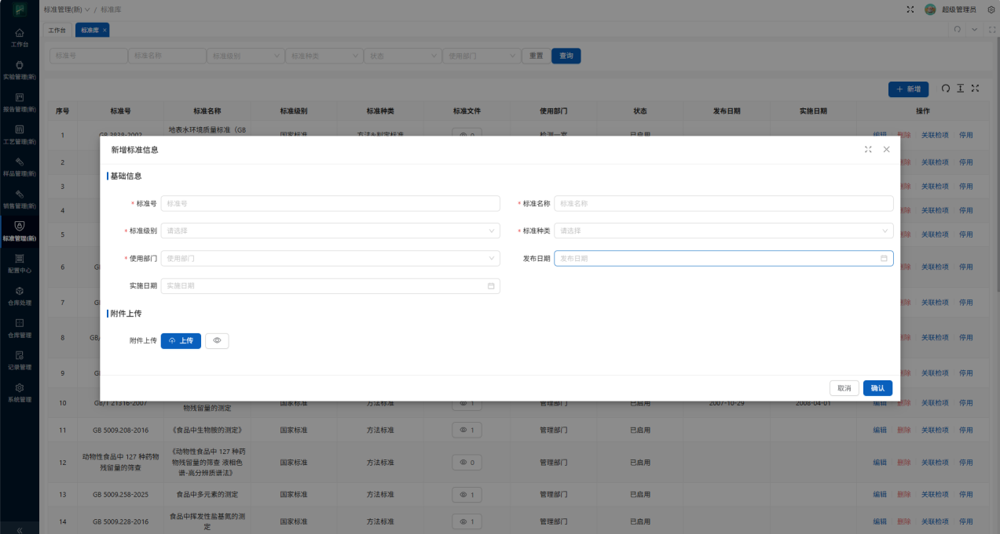 标准管理(新) / 标准库
超级管理员
工作台
标准库 ×
标准号
标准名称
标准级别
标准种类
状态
使用部门
重置
查询
+ 新增
工作台
实验管理(新)
报告管理(新)
工艺管理(新)
样品管理(新)
销售管理(新)
标准管理(新)
配置中心
仓库处理
仓库管理
记录管理
系统管理
序号 标准号 标准名称 标准级别 标准种类 标准文件 使用部门 状态 发布日期 实施日期 操作
1 GB 3838-2002 地表水环境质量标准（GB 国家标准 方法&判定标准 0 检测一室 已启用 编辑 删除 关联检项 停用
2 删除 关联检项 停用
3 删除 关联检项 停用
4 删除 关联检项 停用
5 删除 关联检项 停用
6 删除 关联检项 停用
7 删除 关联检项 停用
8 GB/ 删除 关联检项 停用
9 删除 关联检项 停用
新增标准信息
基础信息
* 标准号 标准号
* 标准名称 标准名称
* 标准级别 请选择
* 标准种类 请选择
* 使用部门 使用部门
发布日期 发布日期
实施日期 实施日期
附件上传
附件上传 上传
取消 确认
10 GB/T 21316-2007 物残留量的测定 国家标准 方法标准 1 管理部门 已启用 2007-10-29 2008-04-01 编辑 删除 关联检项 停用
11 GB 5009.208-2016 《食品中生物胺的测定》 国家标准 方法标准 1 管理部门 已启用 编辑 删除 关联检项 停用
12 动物性食品中 127 种药物残留量的筛查 《动物性食品中 127 种药物残留量的筛查 液相色谱-高分辨质谱法》 国家标准 方法标准 0 管理部门 已启用 编辑 删除 关联检项 停用
13 GB 5009.258-2025 食品中多元素的测定 国家标准 方法标准 1 管理部门 已启用 编辑 删除 关联检项 停用
14 GB 5009.228-2016 食品中挥发性盐基氮的测定 国家标准 方法标准 1 管理部门 已启用 编辑 删除 关联检项 停用